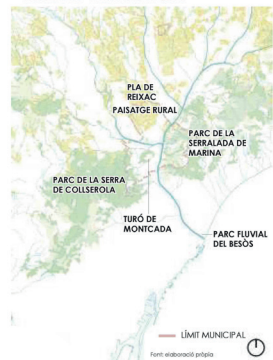 PLA DE
REIXAC
PAISATGE RURAL
PARC DE LA
SERRALADA DE
MARINA
PARC DE LA SERRA
DE COLLSEROLA
TURÓ DE
MONTCADA
PARC FLUVIAL
DEL BESÒS
LÍMIT MUNICIPAL
Font: elaboració pròpia